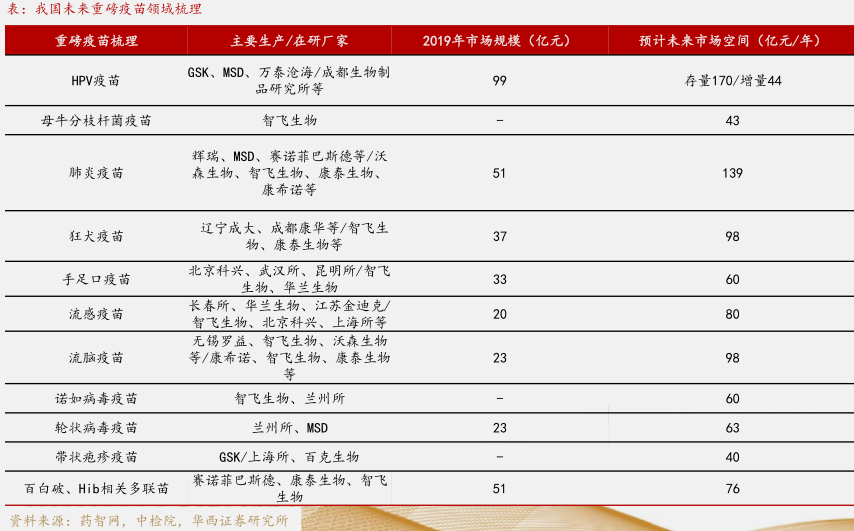 表：我国未来重磅疫苗领域梳理
重磅疫苗梳理 主要生产/在研厂家 2019年市场规模（亿元） 预计未来市场空间（亿元/年）
HPV疫苗 GSK、MSD、万泰沧海/成都生物制 99 存量170/增量44
品研究所等
母牛分枝杆菌疫苗 智飞生物 - 43
辉瑞、MSD、赛诺菲巴斯德等/沃
肺炎疫苗 森生物、智飞生物、康泰生物、 51 139
康希诺等
狂犬疫苗 辽宁成大、成都康华等/智飞生 37 98
物、康泰生物等
手足口疫苗 北京科兴、武汉所、昆明所/智飞 33 60
生物、华兰生物
流感疫苗 长春所、华兰生物、江苏金迪克/ 20 80
智飞生物、北京科兴、上海所等
无锡罗益、智飞生物、沃森生物
流脑疫苗 等/康希诺、智飞生物、康泰生物 23 98
等
诺如病毒疫苗 智飞生物、兰州所 - 60
轮状病毒疫苗 兰州所、MSD 23 63
带状疱疹疫苗 GSK/上海所、百克生物 - 40
百白破、Hib相关多联苗 赛诺菲巴斯德、康泰生物、智飞 51 76
生物
资料来源：药智网，中检院，华西证券研究所